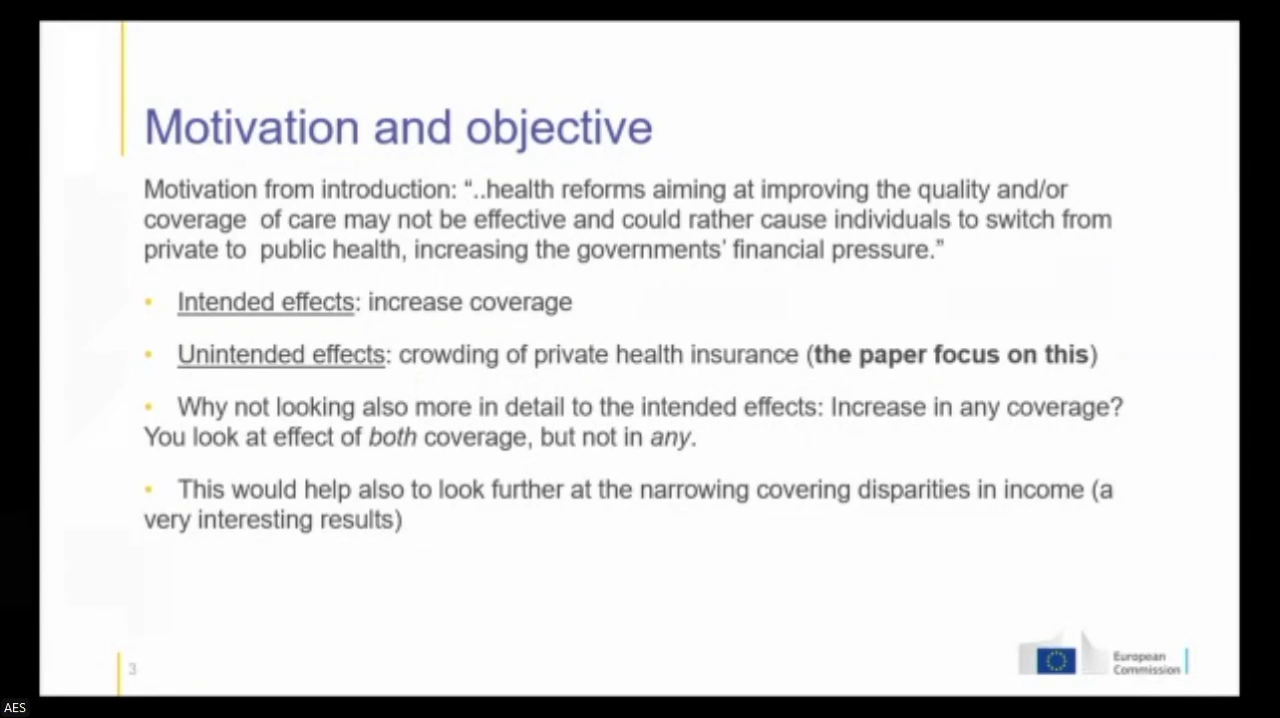 Motivation and objective
Motivation from introduction: “..health reforms aiming at improving the quality and/or
coverage  of care may not be effective and could rather cause individuals to switch from
private to  public health, increasing the governments’ financial pressure.”
• Intended effects: increase coverage
• Unintended effects: crowding of private health insurance (the paper focus on this)
• Why not looking also more in detail to the intended effects: Increase in any coverage?
You look at effect of both coverage, but not in any.
• This would help also to look further at the narrowing covering disparities in income (a
very interesting results)
3
European
Commission
AES